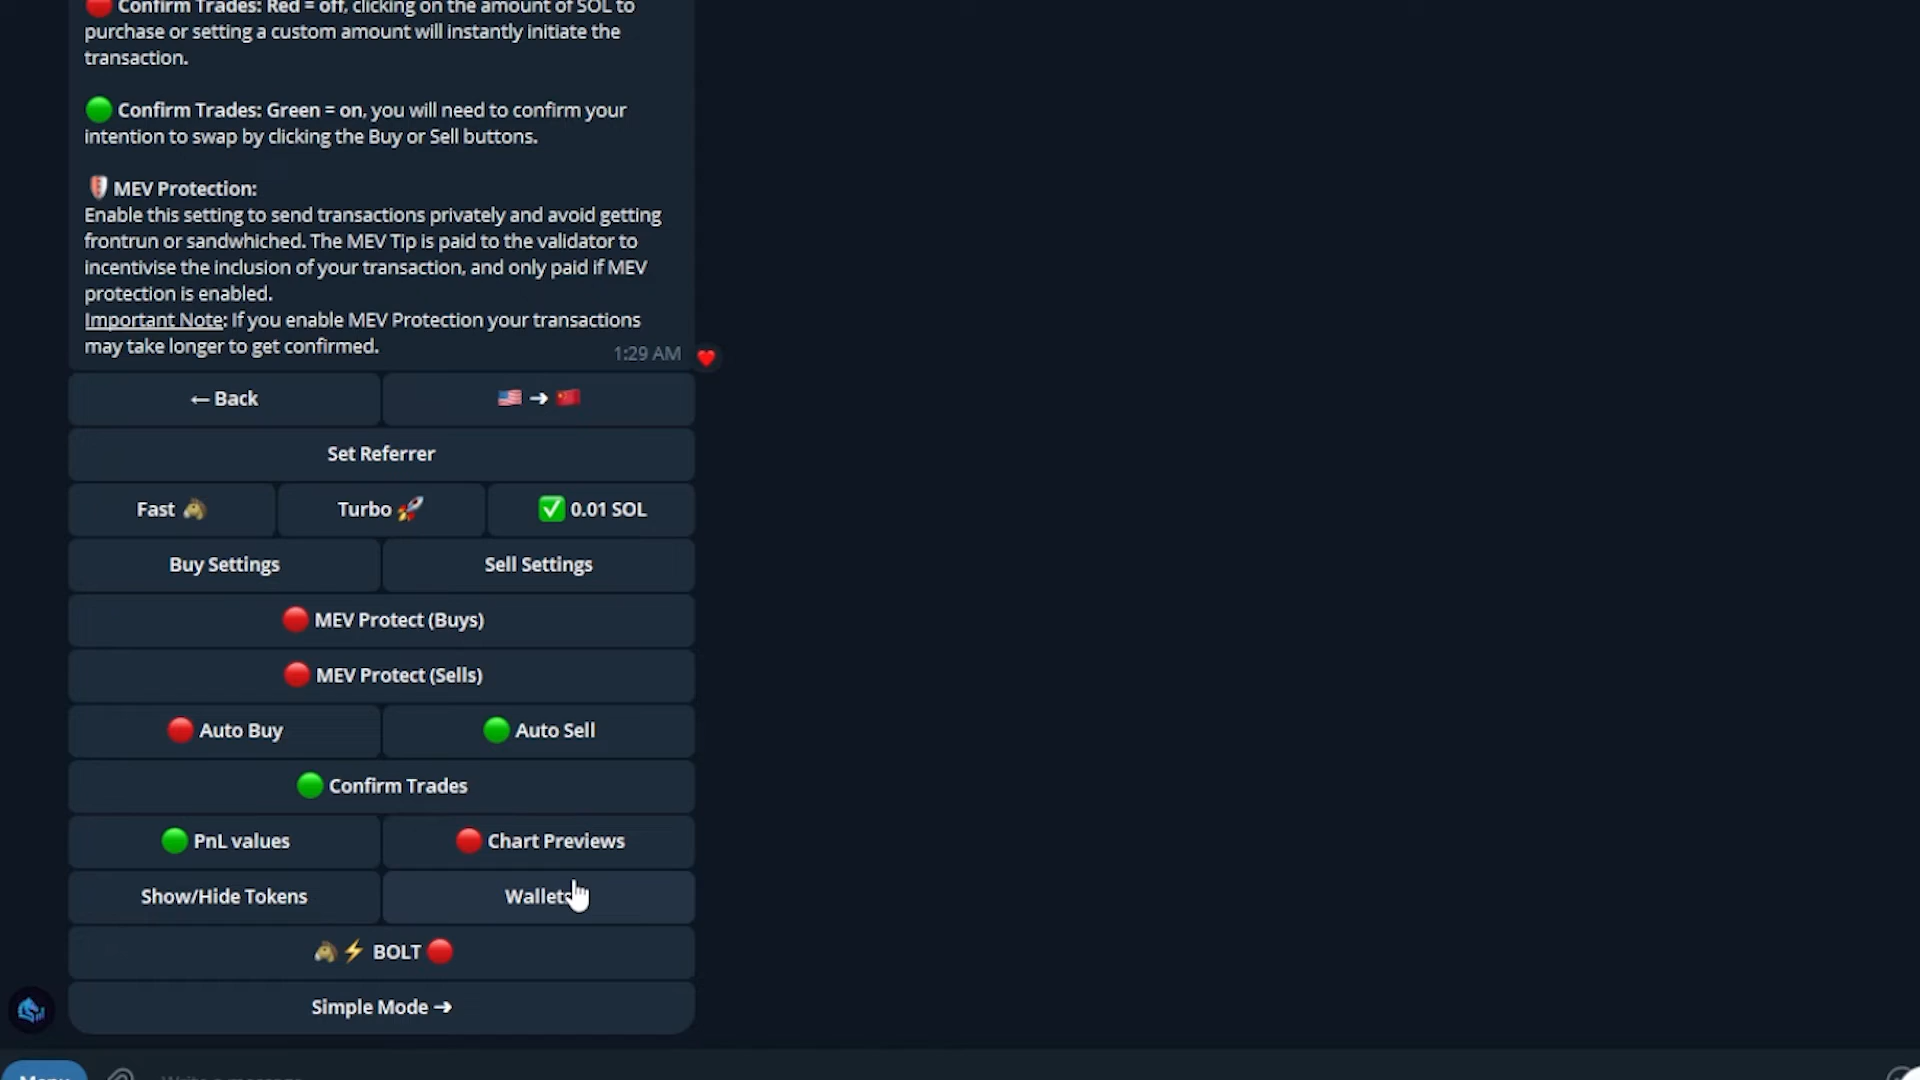 Confirm Trades: Red = off, clicking on the amount of SOL to
purchase or setting a custom amount will instantly initiate the
transaction.
Confirm Trades: Green = on, you will need to confirm your
intention to swap by clicking the Buy or Sell buttons.
MEV Protection:
Enable this setting to send transactions privately and avoid getting
frontrun or sandwhiched. The MEV Tip is paid to the validator to
incentivise the inclusion of your transaction, and only paid if MEV
protection is enabled.
Important Note: If you enable MEV Protection your transactions
may take longer to get confirmed.
1:29 AM
← Back
➔
Set Referrer
Fast
Turbo
0.01 SOL
Buy Settings
Sell Settings
MEV Protect (Buys)
MEV Protect (Sells)
Auto Buy
Auto Sell
Confirm Trades
PnL values
Chart Previews
Show/Hide Tokens
Wallets
BOLT
Simple Mode ➔
Menu
Write a message...